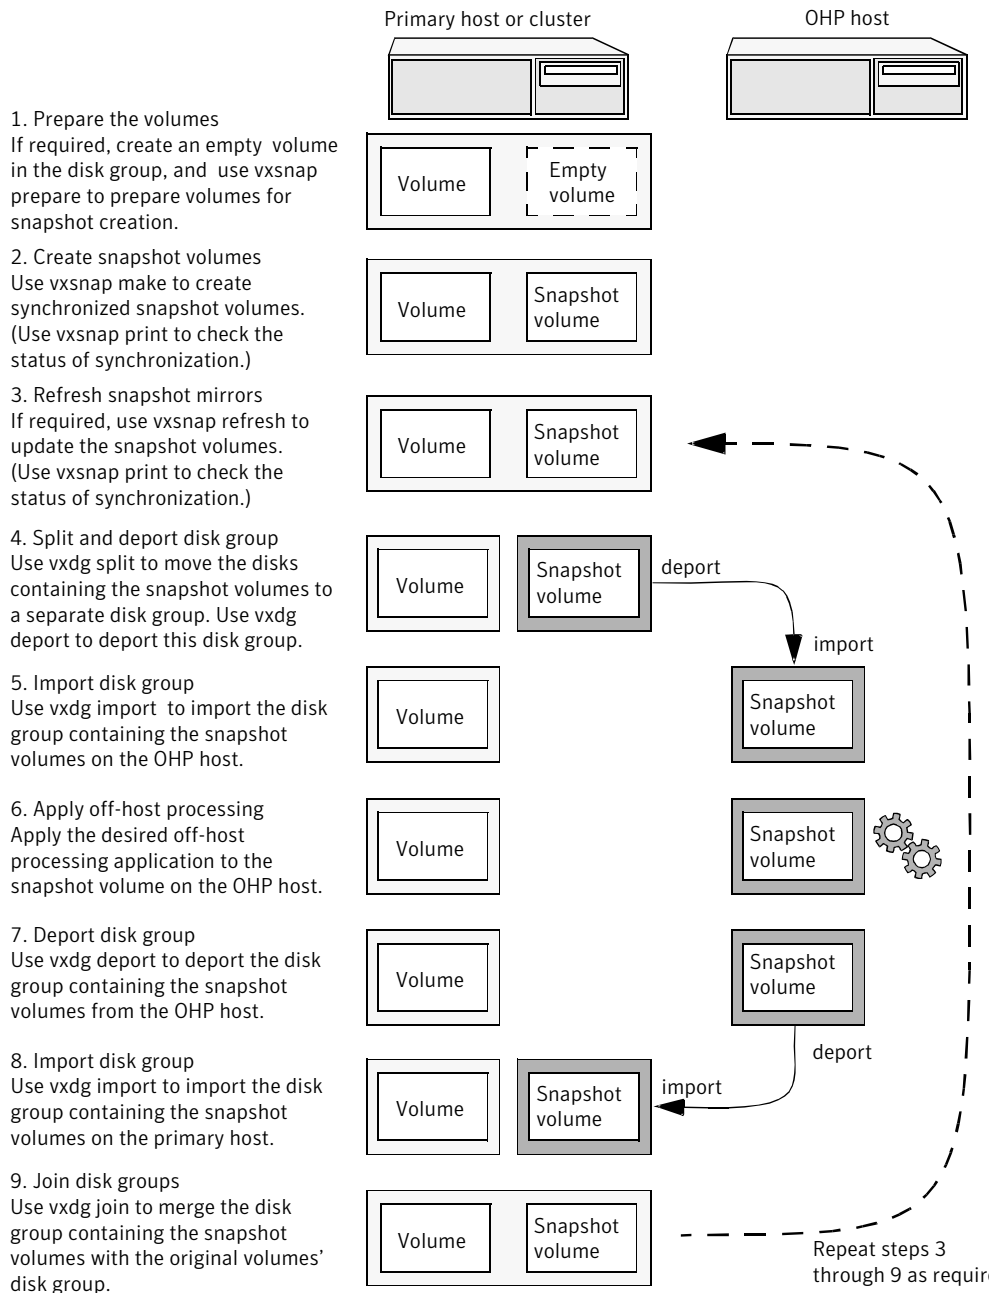 Primary host or cluster
OHP host
1. Prepare the volumes
If required, create an empty volume
in the disk group, and use vxsnap
prepare to prepare volumes for
snapshot creation.
Volume
Empty
volume
2. Create snapshot volumes
Use vxsnap make to create
synchronized snapshot volumes.
(Use vxsnap print to check the
status of synchronization.)
Volume
Snapshot
volume
3. Refresh snapshot mirrors
If required, use vxsnap refresh to
update the snapshot volumes.
(Use vxsnap print to check the
status of synchronization.)
Volume
Snapshot
volume
4. Split and deport disk group
Use vxdg split to move the disks
containing the snapshot volumes to
a separate disk group. Use vxdg
deport to deport this disk group.
Volume
Snapshot
volume
deport
import
5. Import disk group
Use vxdg import to import the disk
group containing the snapshot
volumes on the OHP host.
Volume
Snapshot
volume
6. Apply off-host processing
Apply the desired off-host
processing application to the
snapshot volume on the OHP host.
Volume
Snapshot
volume
7. Deport disk group
Use vxdg deport to deport the disk
group containing the snapshot
volumes from the OHP host.
Volume
Snapshot
volume
deport
8. Import disk group
Use vxdg import to import the disk
group containing the snapshot
volumes on the primary host.
Volume
Snapshot
volume
import
9. Join disk groups
Use vxdg join to merge the disk
group containing the snapshot
volumes with the original volumes’
disk group.
Volume
Snapshot
volume
Repeat steps 3
through 9 as require